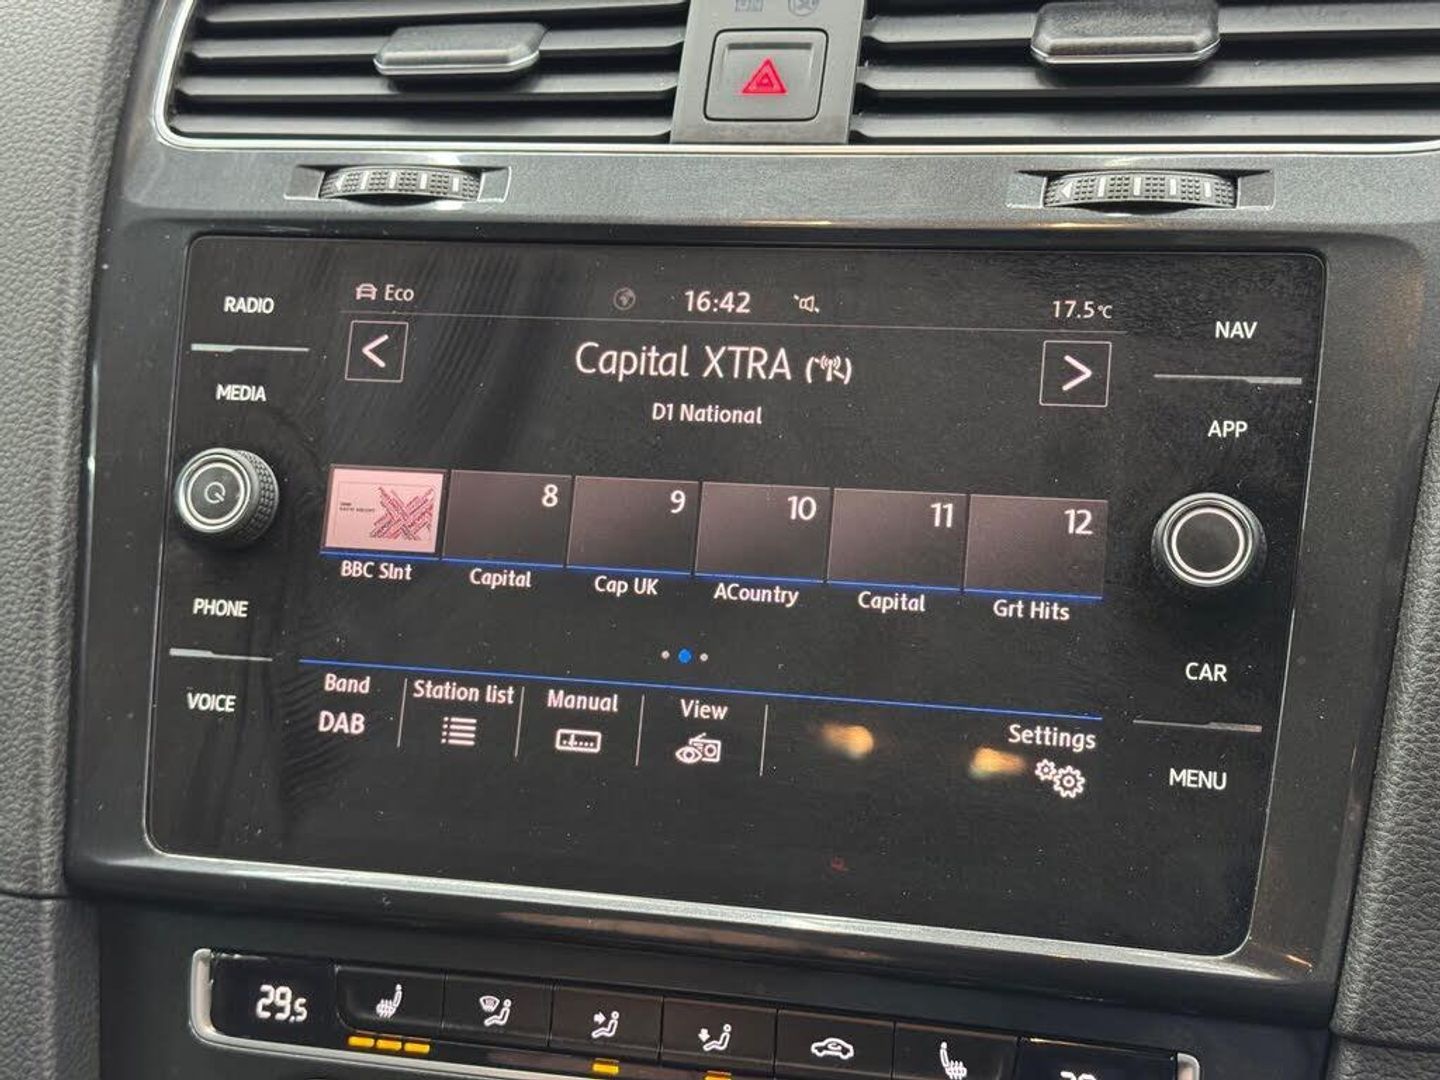 RADIO
MEDIA
PHONE
VOICE
Eco
16:42
17.5°C
Capital XTRA
D1 National
8
9
10
11
12
BBC Slnt
Capital
Cap UK
ACountry
Capital
Grt Hits
Band
DAB
Station list
Manual
View
Settings
NAV
APP
CAR
MENU
29.5